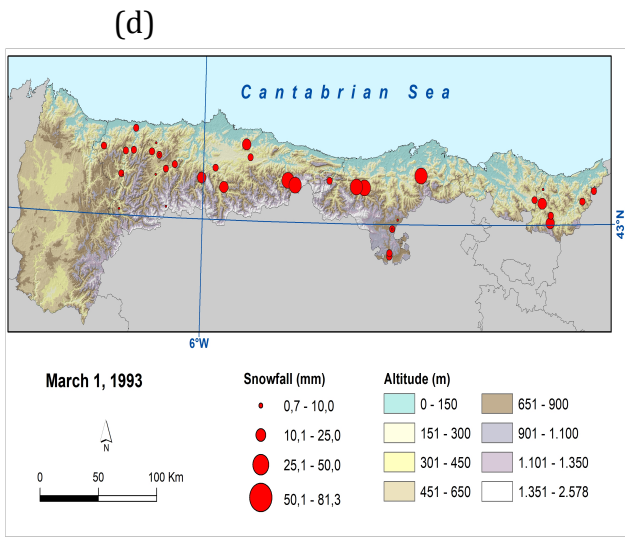 (d)
Cantabrian Sea
43°N
6°W
March 1, 1993
N
0 50 100 Km
Snowfall (mm)
0,7 - 10,0
10,1 - 25,0
25,1 - 50,0
50,1 - 81,3
Altitude (m)
0 - 150
151 - 300
301 - 450
451 - 650
651 - 900
901 - 1.100
1.101 - 1.350
1.351 - 2.578